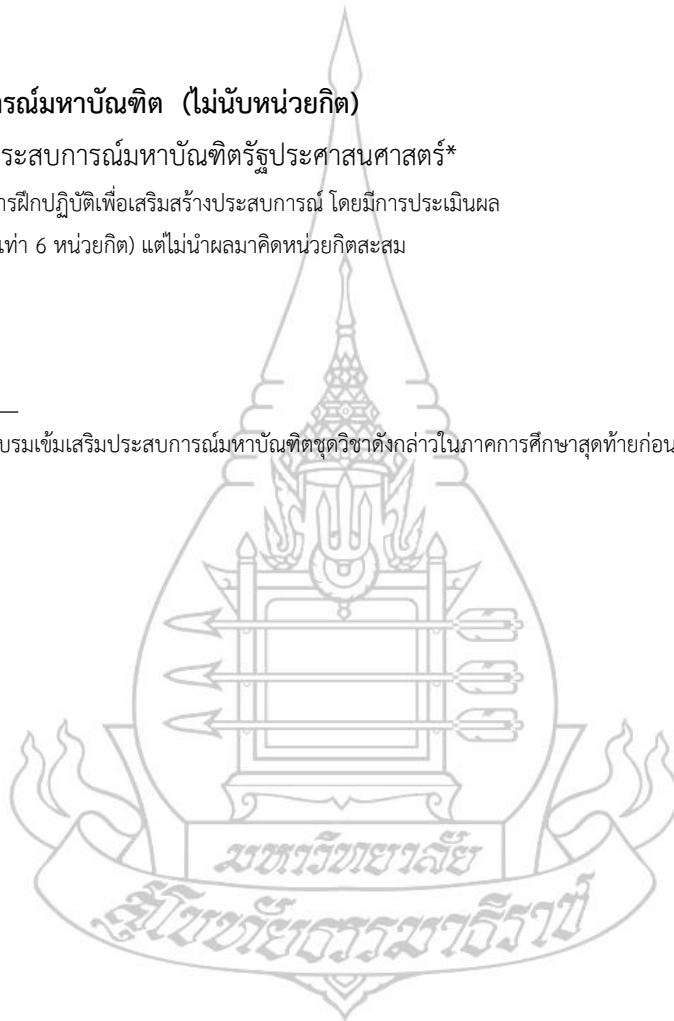 ารณ์มหาบัณฑิต (ไม่นับหน่วยกิต)
ระสบการณ์มหาบัณฑิตรัฐประศาสนศาสตร์*
ารฝึกปฏิบัติเพื่อเสริมสร้างประสบการณ์ โดยมีการประเมินผล
เท่า 6 หน่วยกิต) แต่ไม่นำผลมาคิดหน่วยกิตสะสม
บรมเข้มเสริมประสบการณ์มหาบัณฑิตชุดวิชาดังกล่าวในภาคการศึกษาสุดท้ายก่อน
มหาวิทยาลัย
สุโขทัยธรรมาธิราช